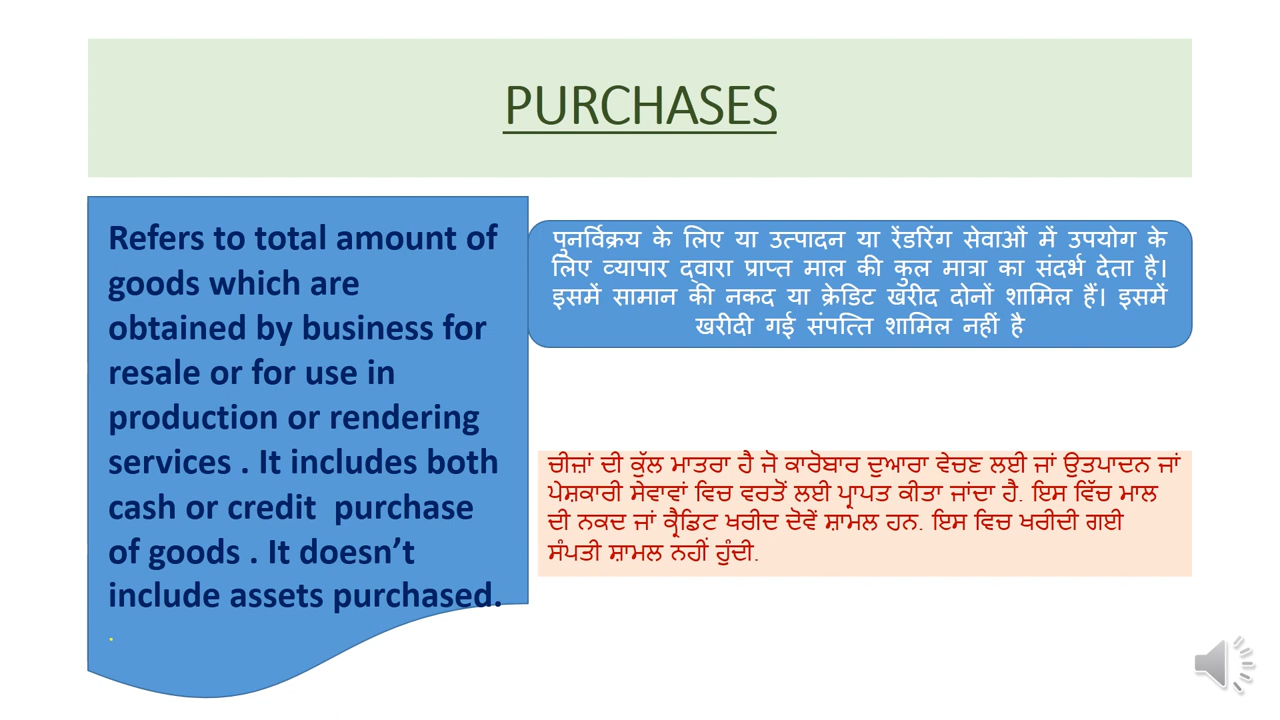 PURCHASES
Refers to total amount of
goods which are
obtained by business for
resale or for use in
production or rendering
services . It includes both
cash or credit  purchase
of goods . It doesn’t
include assets purchased.
.
पुनर्विक्रय के लिए या उत्पादन या रेंडरिंग सेवाओं में उपयोग के
लिए व्यापार द्वारा प्राप्त माल की कुल मात्रा का संदर्भ देता है।
इसमें सामान की नकद या क्रेडिट खरीद दोनों शामिल हैं। इसमें
खरीदी गई संपत्ति शामिल नहीं है
ਚੀਜ਼ਾਂ ਦੀ ਕੁੱਲ ਮਾਤਰਾ ਹੈ ਜੋ ਕਾਰੋਬਾਰ ਦੁਆਰਾ ਵੇਚਣ ਲਈ ਜਾਂ ਉਤਪਾਦਨ ਜਾਂ
ਪੇਸ਼ਕਾਰੀ ਸੇਵਾਵਾਂ ਵਿਚ ਵਰਤੋਂ ਲਈ ਪ੍ਰਾਪਤ ਕੀਤਾ ਜਾਂਦਾ ਹੈ. ਇਸ ਵਿੱਚ ਮਾਲ
ਦੀ ਨਕਦ ਜਾਂ ਕ੍ਰੈਡਿਟ ਖਰੀਦ ਦੋਵੇਂ ਸ਼ਾਮਲ ਹਨ. ਇਸ ਵਿਚ ਖਰੀਦੀ ਗਈ
ਸੰਪਤੀ ਸ਼ਾਮਲ ਨਹੀਂ ਹੁੰਦੀ.